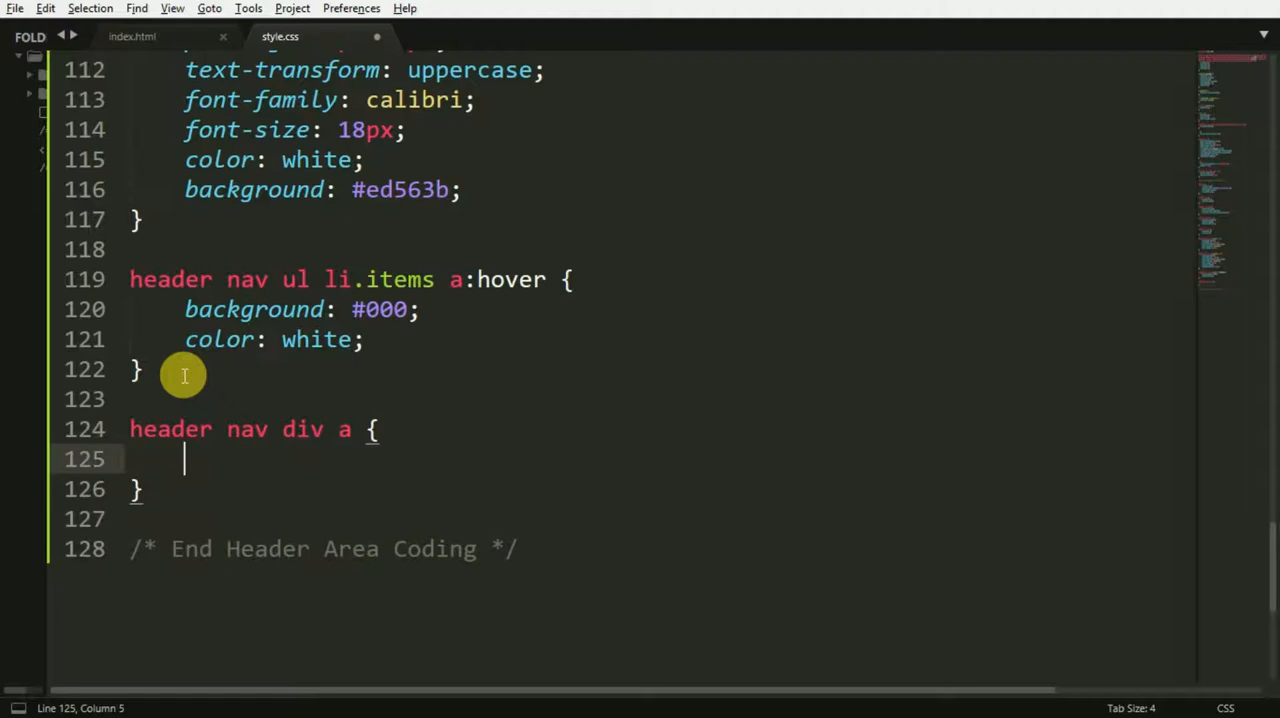 File Edit Selection Find View Goto Tools Project Preferences Help
FOLD index.html × style.css
112 text-transform: uppercase;
113 font-family: calibri;
114 font-size: 18px;
115 color: white;
116 background: #ed563b;
117 }
118
119 header nav ul li.items a:hover {
120 background: #000;
121 color: white;
122 }
123
124 header nav div a {
125
126 }
127
128 /* End Header Area Coding */
Line 125, Column 5 Tab Size: 4 CSS